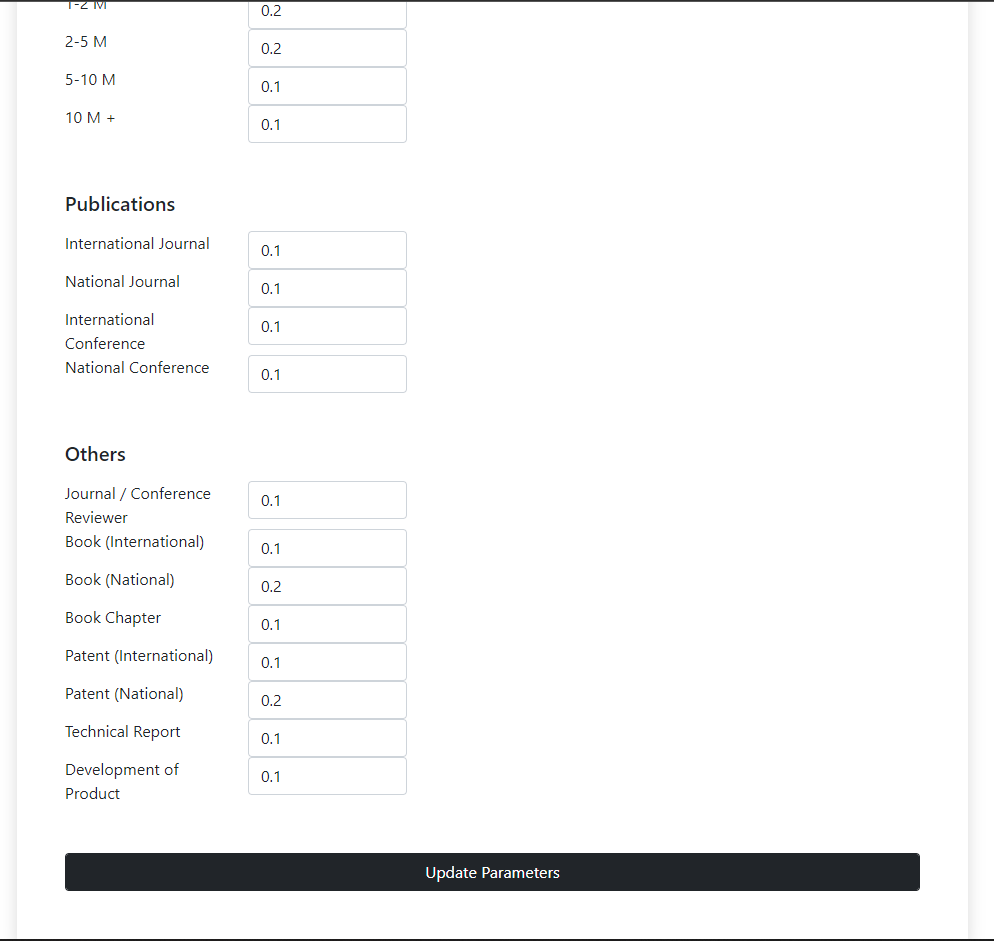 1-2 M 0.2
2-5 M 0.2
5-10 M 0.1
10 M + 0.1
Publications
International Journal 0.1
National Journal 0.1
International 0.1
Conference
National Conference 0.1
Others
Journal / Conference 0.1
Reviewer
Book (International) 0.1
Book (National) 0.2
Book Chapter 0.1
Patent (International) 0.1
Patent (National) 0.2
Technical Report 0.1
Development of 0.1
Product
Update Parameters